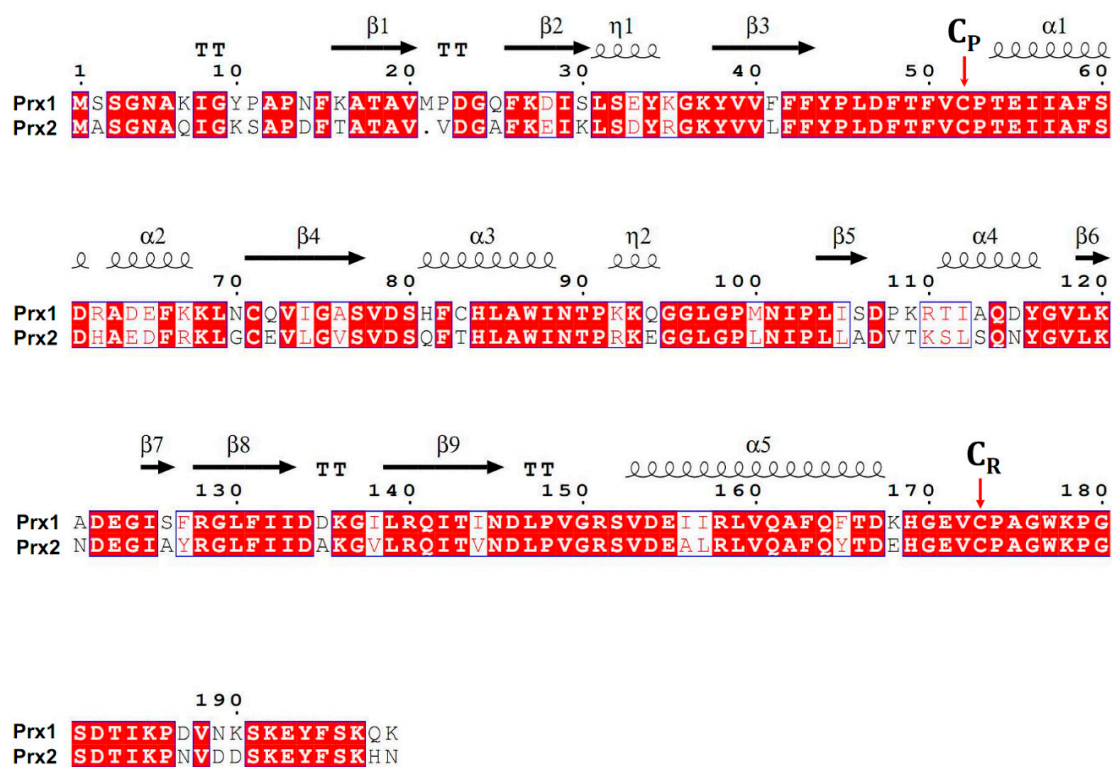 TT β1 TT β2 η1 β3 C_P α1
1 10 20 30 40 50 60
Prx1 MSSGNAKIGYPAPNFKATAVMPDGQFKDISLSEYKGKYVVFFFYPLDFTFVCPTEIIAFS
Prx2 MASGNAQIGKSAPDFTATAV.VDGAFKEIKLSDYRGKYVVLFFYPLDFTFVCPTEIIAFS
α2 β4 α3 η2 β5 α4 β6
70 80 90 100 110 120
Prx1 DRADEFKKLNCQVIGASVDSHFCHLAWINTPKKQGGLGPMNIPLISDPKRTIAQDYGVLK
Prx2 DHAEDFRKLGCEVLGVSVDSQFTHLAWINTPRKEGGLGPLNIPLLADVTKSLSQNYGVLK
β7 β8 TT β9 TT α5 C_R
130 140 150 160 170 180
Prx1 ADEGISFRGLFIIDDKGILRQITINDLPVGRSVDEIIRLVQAFQFTDKHGEVCPAGWKPG
Prx2 NDEGIAYRGLFIIDAKGVLRQITVNDLPVGRSVDEALRLVQAFQYTDEHGEVCPAGWKPG
190
Prx1 SDTIKPDVNKSKEYFSKQK
Prx2 SDTIKPNVDDSKEYFSKHN